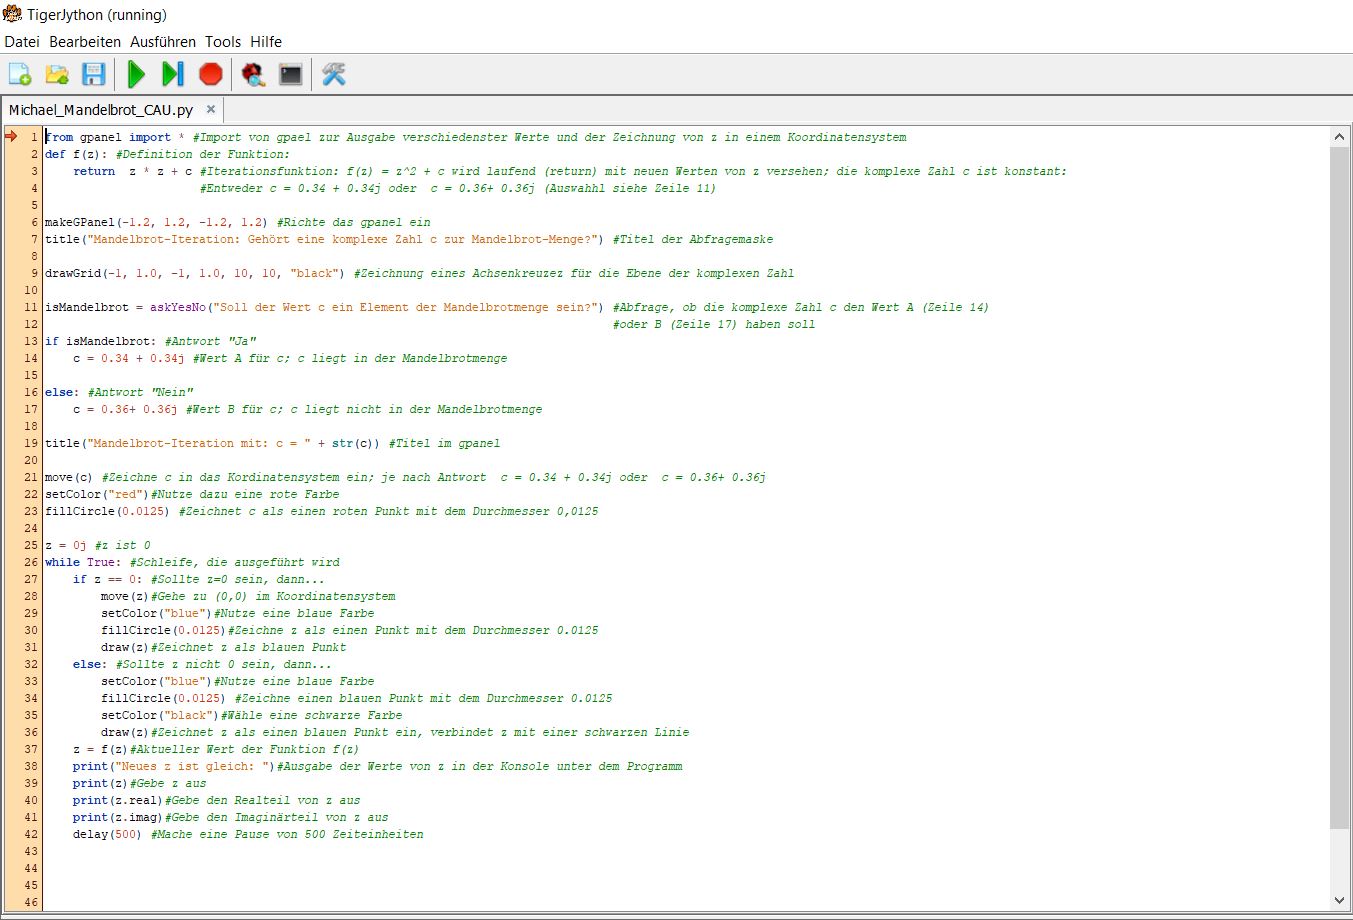 TigerJython (running)
Datei Bearbeiten Ausführen Tools Hilfe
Michael_Mandelbrot_CAU.py ×
1 from gpanel import * #Import von gpael zur Ausgabe verschiedenster Werte und der Zeichnung von z in einem Koordinatensystem
2 def f(z): #Definition der Funktion:
3     return  z * z + c #Iterationsfunktion: f(z) = z^2 + c wird laufend (return) mit neuen Werten von z versehen; die komplexe Zahl c ist konstant:
4                       #Entweder c = 0.34 + 0.34j oder  c = 0.36+ 0.36j (Auswahhl siehe Zeile 11)
5
6 makeGPanel(-1.2, 1.2, -1.2, 1.2) #Richte das gpanel ein
7 title("Mandelbrot-Iteration: Gehört eine komplexe Zahl c zur Mandelbrot-Menge?") #Titel der Abfragemaske
8
9 drawGrid(-1, 1.0, -1, 1.0, 10, 10, "black") #Zeichnung eines Achsenkreuzez für die Ebene der komplexen Zahl
10
11 isMandelbrot = askYesNo("Soll der Wert c ein Element der Mandelbrotmenge sein?") #Abfrage, ob die komplexe Zahl c den Wert A (Zeile 14)
12                                                                                  #oder B (Zeile 17) haben soll
13 if isMandelbrot: #Antwort "Ja"
14     c = 0.34 + 0.34j #Wert A für c; c liegt in der Mandelbrotmenge
15
16 else: #Antwort "Nein"
17     c = 0.36+ 0.36j #Wert B für c; c liegt nicht in der Mandelbrotmenge
18
19 title("Mandelbrot-Iteration mit: c = " + str(c)) #Titel im gpanel
20
21 move(c) #Zeichne c in das Kordinatensystem ein; je nach Antwort  c = 0.34 + 0.34j oder  c = 0.36+ 0.36j
22 setColor("red")#Nutze dazu eine rote Farbe
23 fillCircle(0.0125) #Zeichnet c als einen roten Punkt mit dem Durchmesser 0,0125
24
25 z = 0j #z ist 0
26 while True: #Schleife, die ausgeführt wird
27     if z == 0: #Sollte z=0 sein, dann...
28         move(z)#Gehe zu (0,0) im Koordinatensystem
29         setColor("blue")#Nutze eine blaue Farbe
30         fillCircle(0.0125)#Zeichne z als einen Punkt mit dem Durchmesser 0.0125
31         draw(z)#Zeichnet z als blauen Punkt
32     else: #Sollte z nicht 0 sein, dann...
33         setColor("blue")#Nutze eine blaue Farbe
34         fillCircle(0.0125) #Zeichne einen blauen Punkt mit dem Durchmesser 0.0125
35         setColor("black")#Wähle eine schwarze Farbe
36         draw(z)#Zeichnet z als einen blauen Punkt ein, verbindet z mit einer schwarzen Linie
37     z = f(z)#Aktueller Wert der Funktion f(z)
38     print("Neues z ist gleich: ")#Ausgabe der Werte von z in der Konsole unter dem Programm
39     print(z)#Gebe z aus
40     print(z.real)#Gebe den Realteil von z aus
41     print(z.imag)#Gebe den Imaginärteil von z aus
42     delay(500) #Mache eine Pause von 500 Zeiteinheiten
43
44
45
46